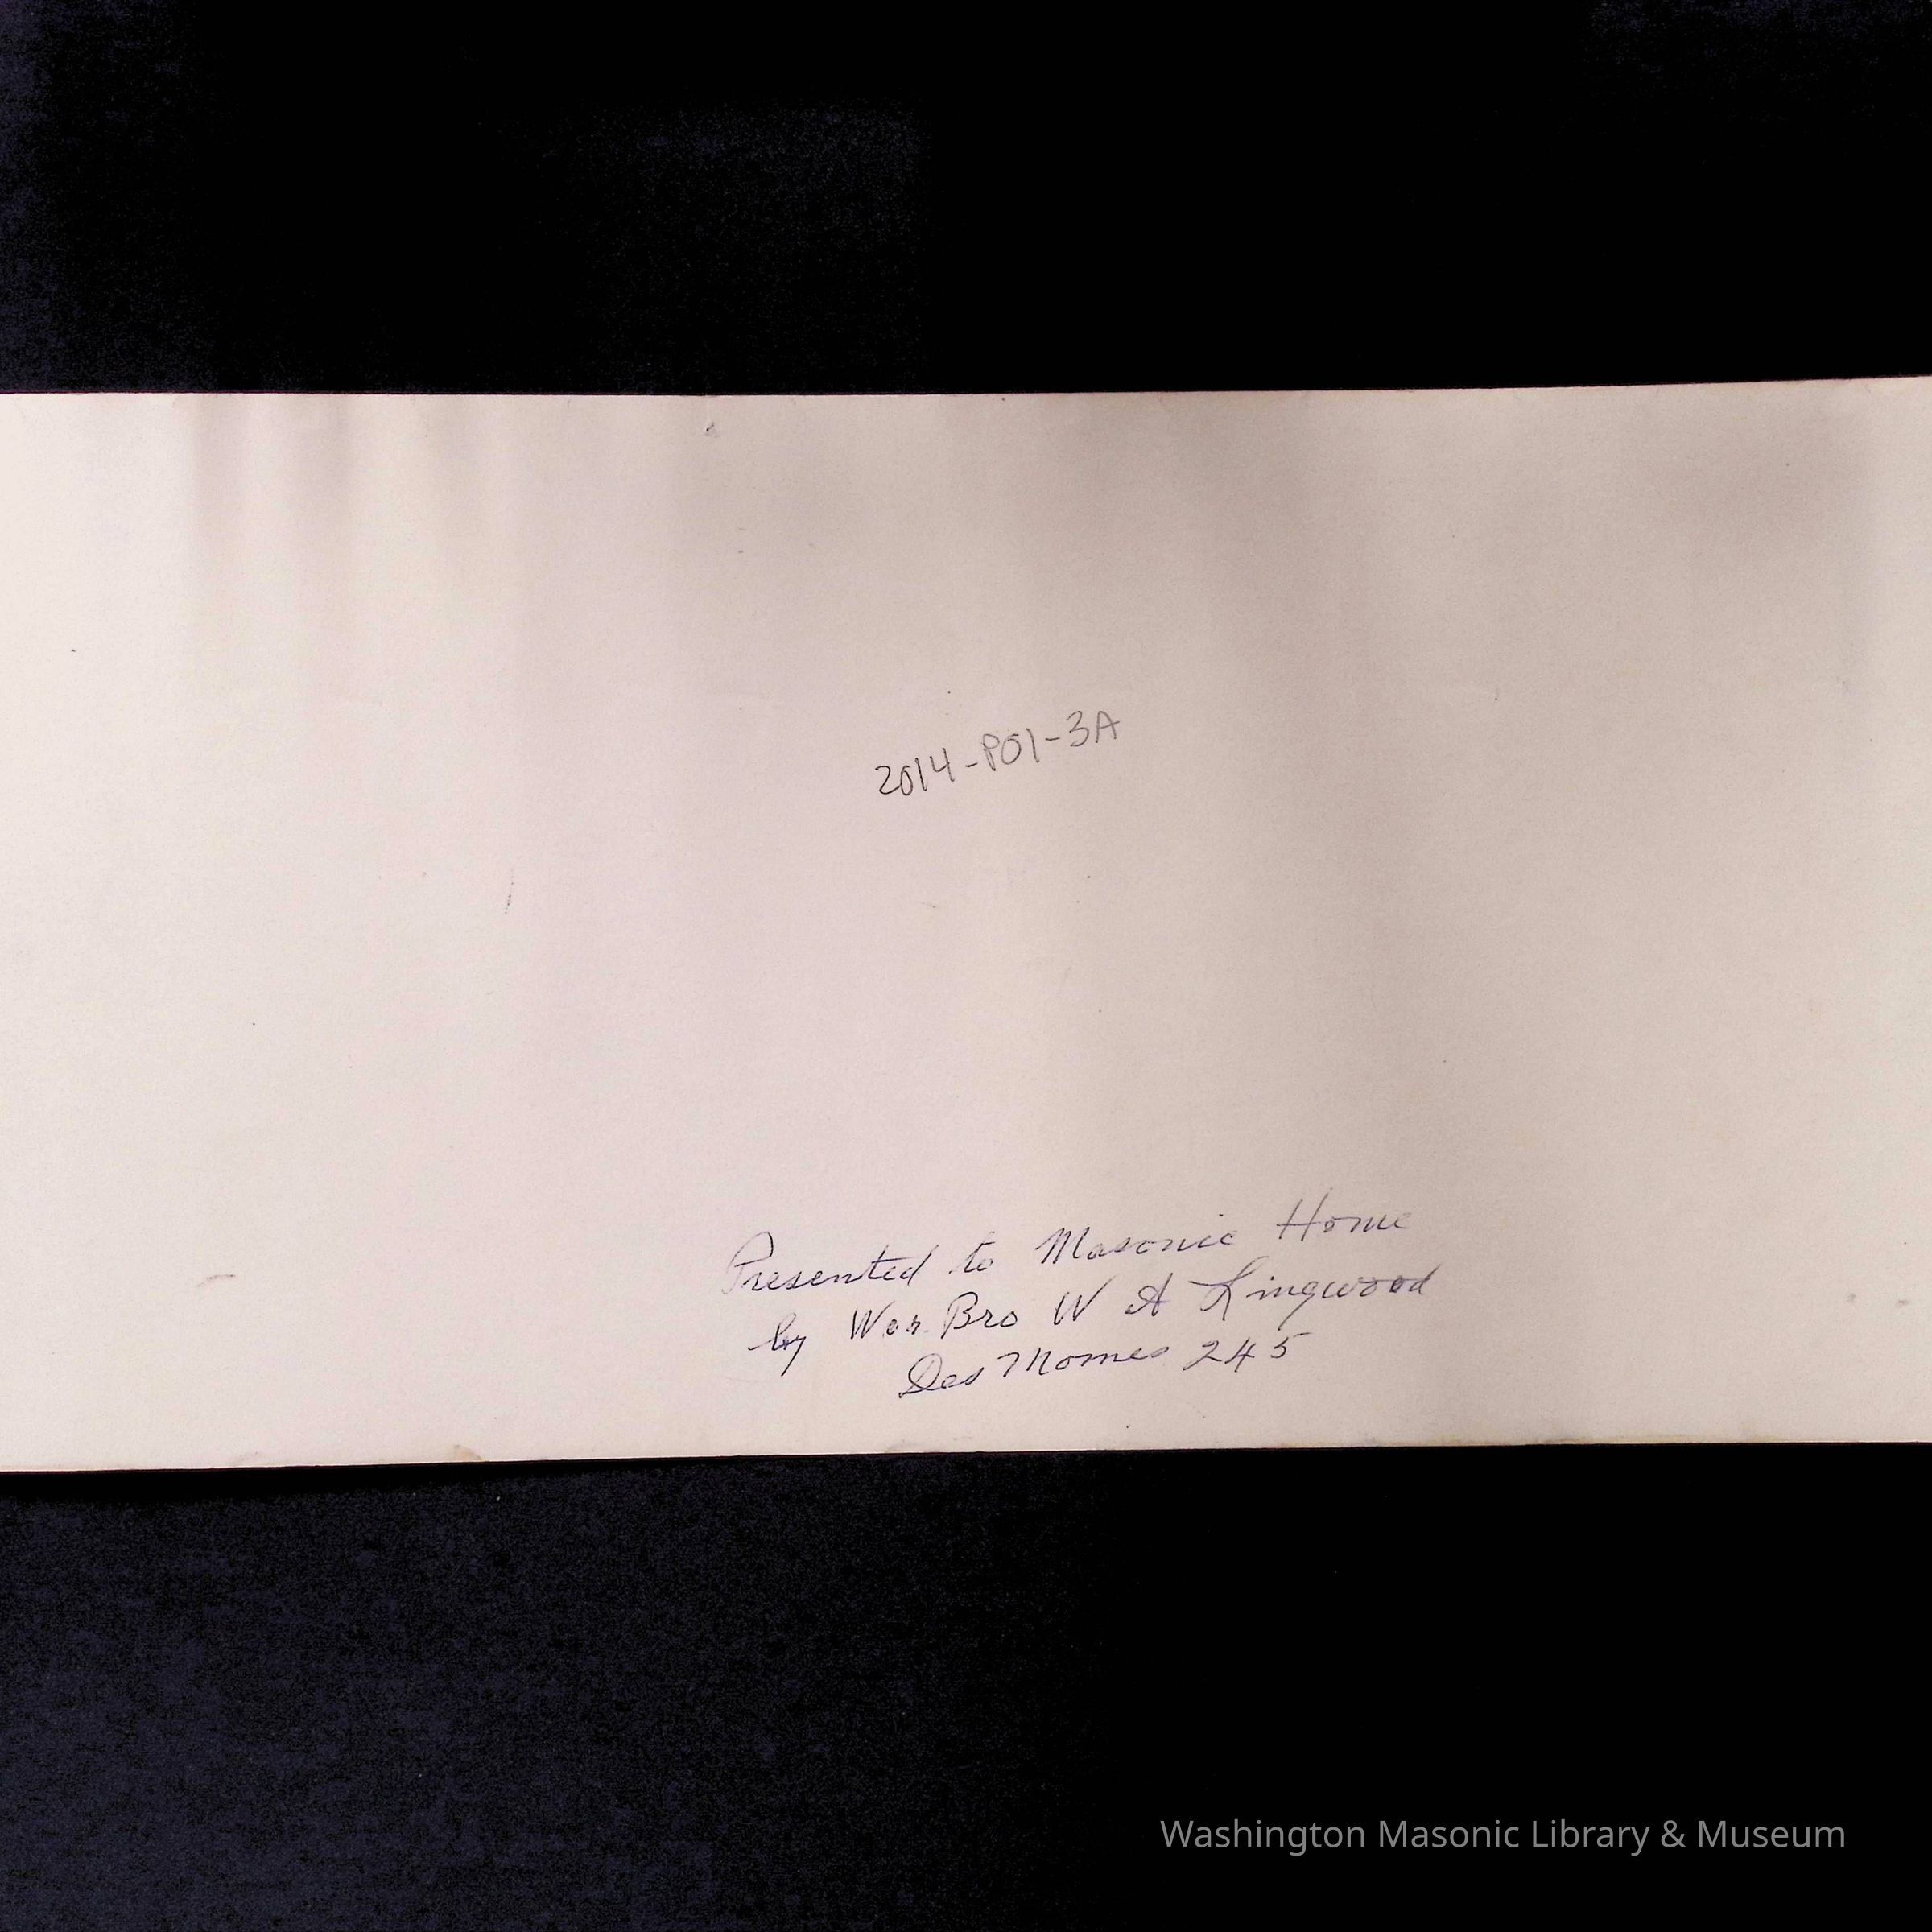 2014-P01-3A
Presented to Masonic Home
by Wor. Bro W A Lingwood
Des Moines 245
Washington Masonic Library & Museum